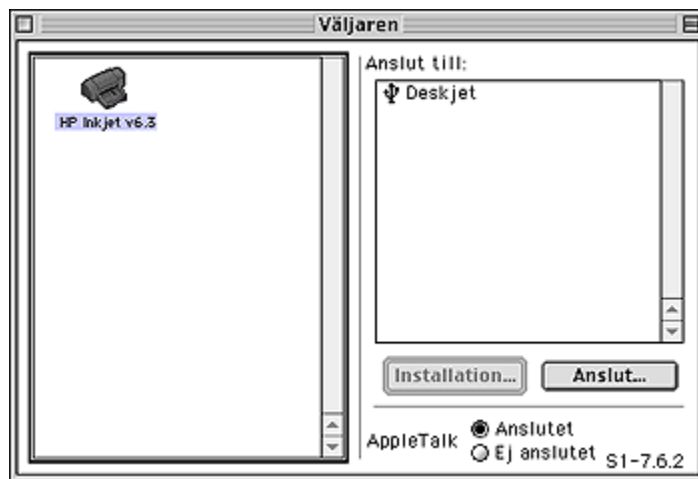 Väljaren
HP Inkjet v6.3
Anslut till:
Deskjet
Installation...
Anslut...
AppleTalk
Anslutet
Ej anslutet
S1-7.6.2